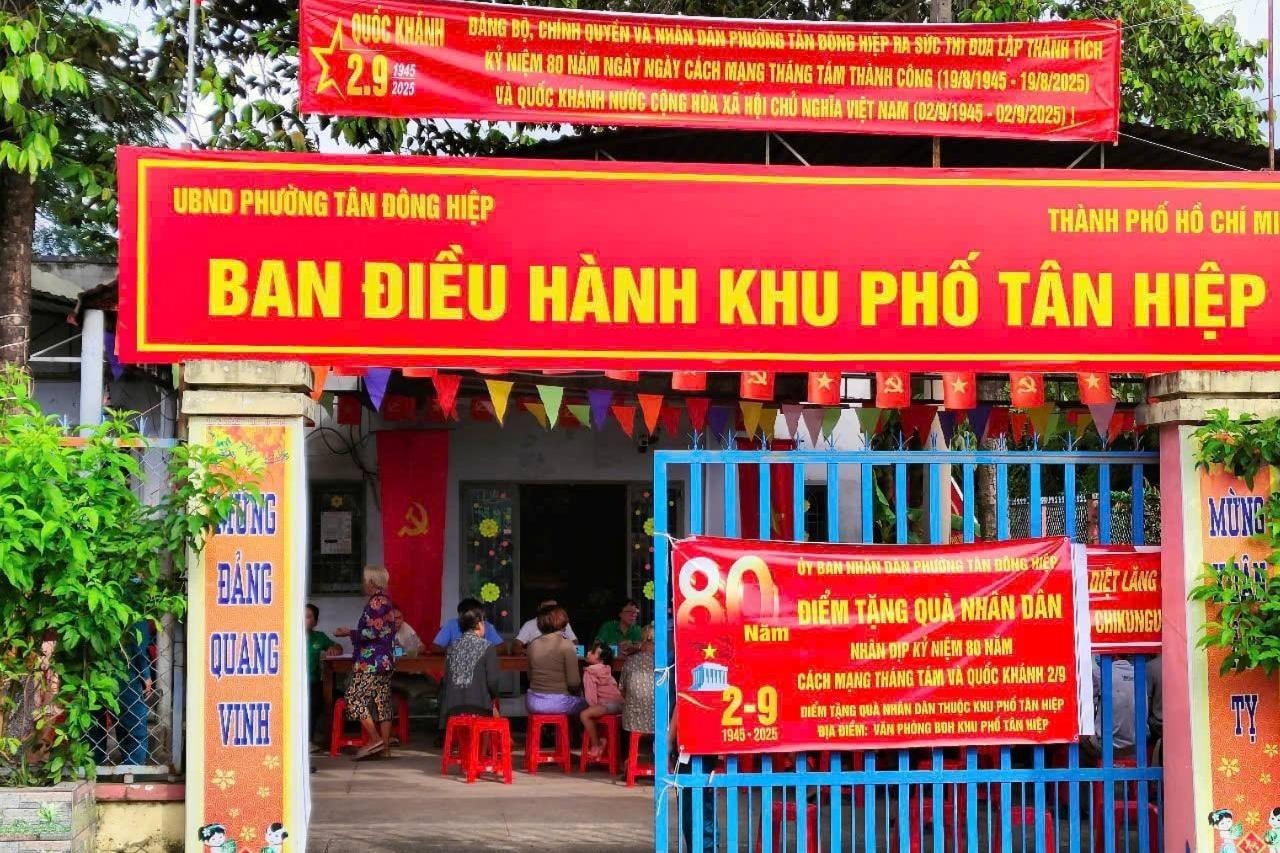 QUỐC KHÁNH
2.9 1945
2025
ĐẢNG BỘ, CHÍNH QUYỀN VÀ NHÂN DÂN PHƯỜNG TÂN ĐÔNG HIỆP RA SỨC THI ĐUA LẬP THÀNH TÍCH
KỶ NIỆM 80 NĂM NGÀY NGÀY CÁCH MẠNG THÁNG TÁM THÀNH CÔNG (19/8/1945 - 19/8/2025)
VÀ QUỐC KHÁNH NƯỚC CỘNG HÒA XÃ HỘI CHỦ NGHĨA VIỆT NAM (02/9/1945 - 02/9/2025) !
UBND PHƯỜNG TÂN ĐÔNG HIỆP
THÀNH PHỐ HỒ CHÍ MI
BAN ĐIỀU HÀNH KHU PHỐ TÂN HIỆP
MỪNG
ĐẢNG
QUANG
VINH
80
Năm
2-9
1945 - 2025
ỦY BAN NHÂN DÂN PHƯỜNG TÂN ĐÔNG HIỆP
ĐIỂM TẶNG QUÀ NHÂN DÂN
NHÂN DỊP KỶ NIỆM 80 NĂM
CÁCH MẠNG THÁNG TÁM VÀ QUỐC KHÁNH 2/9
ĐIỂM TẶNG QUÀ NHÂN DÂN THUỘC KHU PHỐ TÂN HIỆP
ĐỊA ĐIỂM: VĂN PHÒNG BĐH KHU PHỐ TÂN HIỆP
DIỆT LĂNG
CHIKUNGU
MỪNG
TỴ